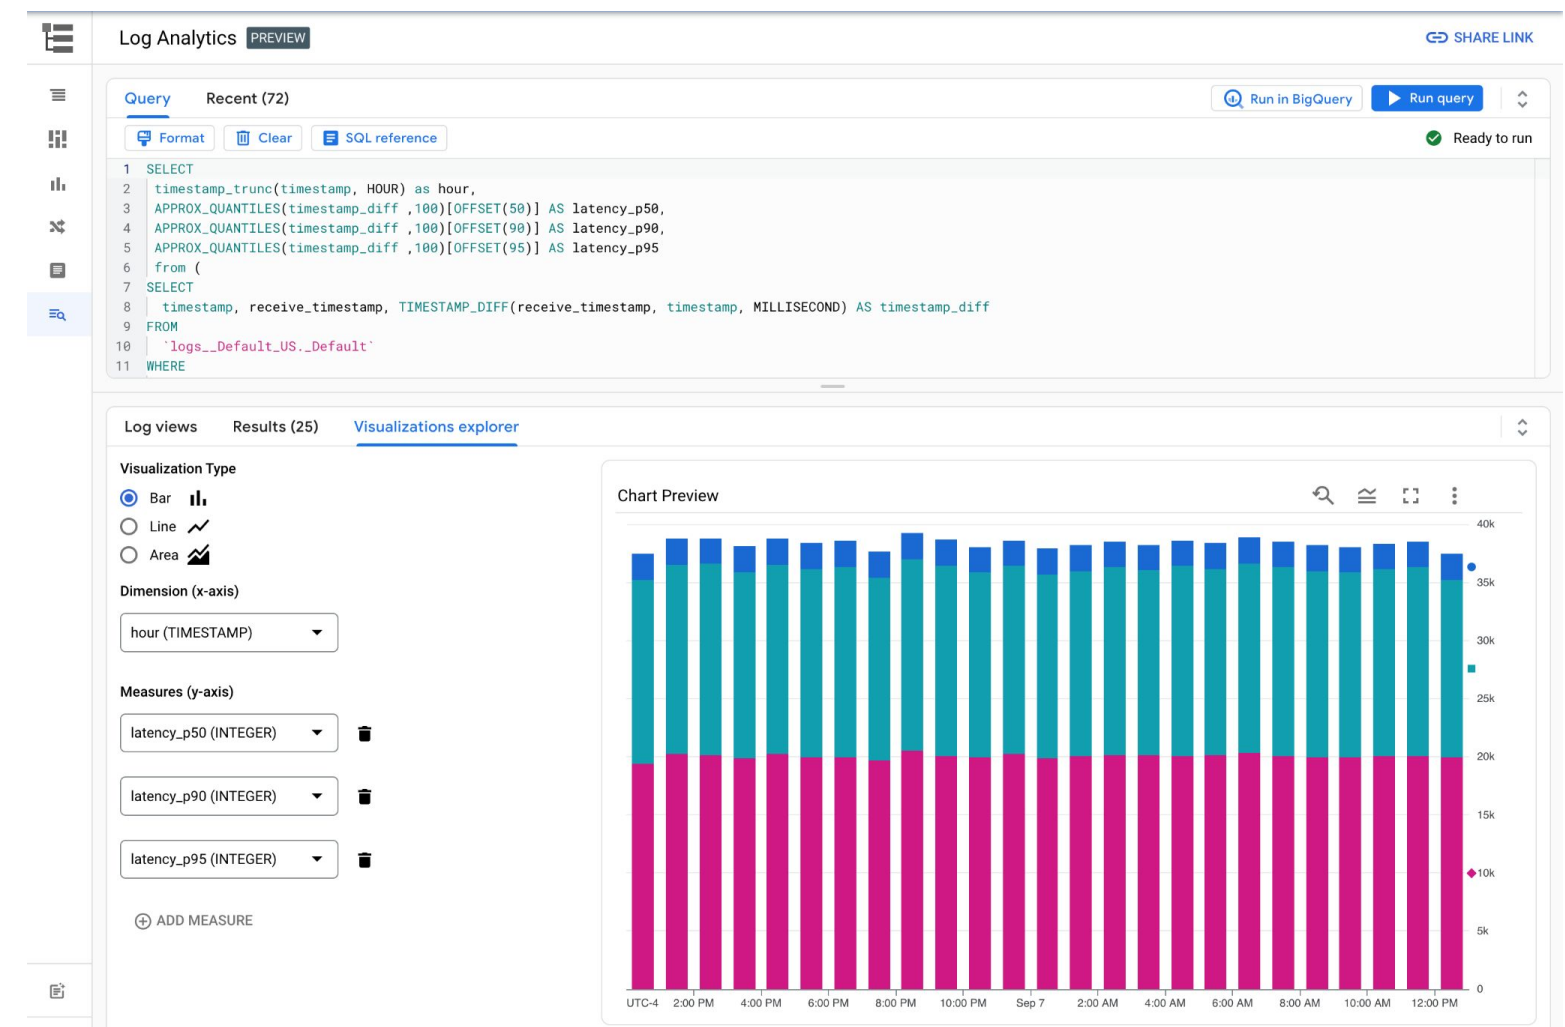 Log Analytics PREVIEW
SHARE LINK
Query Recent (72)
Run in BigQuery Run query
Format Clear SQL reference
Ready to run
1 SELECT
2 timestamp_trunc(timestamp, HOUR) as hour,
3 APPROX_QUANTILES(timestamp_diff ,100)[OFFSET(50)] AS latency_p50,
4 APPROX_QUANTILES(timestamp_diff ,100)[OFFSET(90)] AS latency_p90,
5 APPROX_QUANTILES(timestamp_diff ,100)[OFFSET(95)] AS latency_p95
6 from (
7 SELECT
8 timestamp, receive_timestamp, TIMESTAMP_DIFF(receive_timestamp, timestamp, MILLISECOND) AS timestamp_diff
9 FROM
10 `logs__Default_US._Default`
11 WHERE
Log views Results (25) Visualizations explorer
Visualization Type
Bar
Line
Area
Dimension (x-axis)
hour (TIMESTAMP)
Measures (y-axis)
latency_p50 (INTEGER)
latency_p90 (INTEGER)
latency_p95 (INTEGER)
ADD MEASURE
Chart Preview
40k
35k
30k
25k
20k
15k
10k
5k
0
UTC-4 2:00 PM 4:00 PM 6:00 PM 8:00 PM 10:00 PM Sep 7 2:00 AM 4:00 AM 6:00 AM 8:00 AM 10:00 AM 12:00 PM